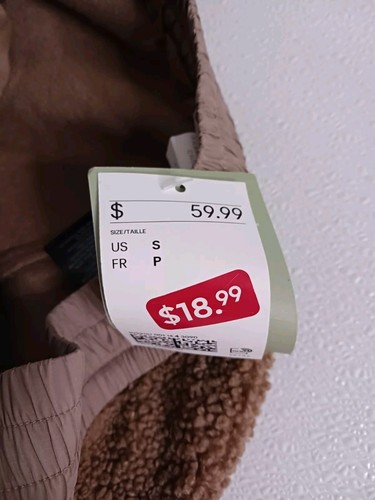 $ 59.99
SIZE/TAILLE
US S
FR P
$18.99